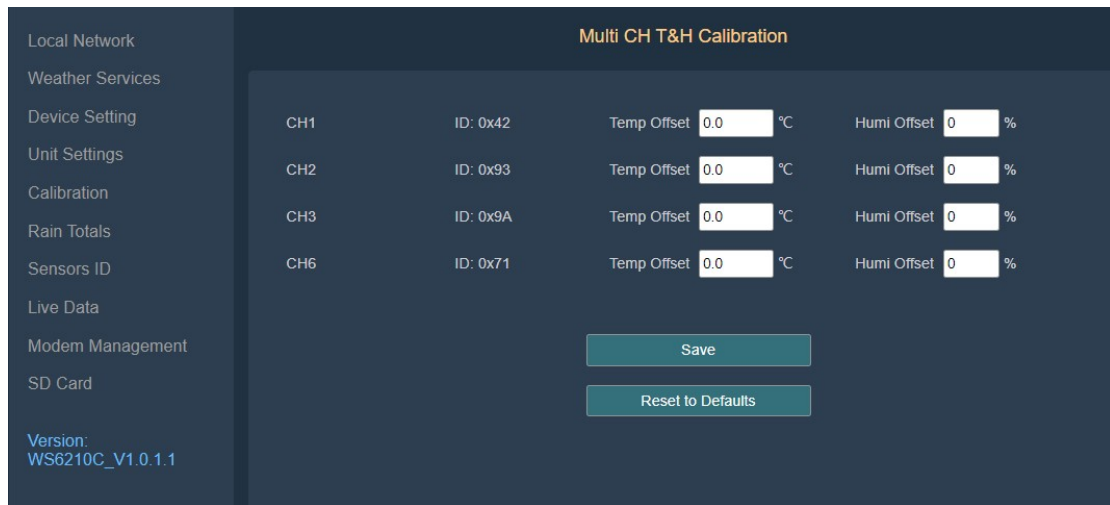 Local Network
Weather Services
Device Setting
Unit Settings
Calibration
Rain Totals
Sensors ID
Live Data
Modem Management
SD Card
Version:
WS6210C_V1.0.1.1
Multi CH T&H Calibration
CH1 ID: 0x42 Temp Offset 0.0 ℃ Humi Offset 0 %
CH2 ID: 0x93 Temp Offset 0.0 ℃ Humi Offset 0 %
CH3 ID: 0x9A Temp Offset 0.0 ℃ Humi Offset 0 %
CH6 ID: 0x71 Temp Offset 0.0 ℃ Humi Offset 0 %
Save
Reset to Defaults